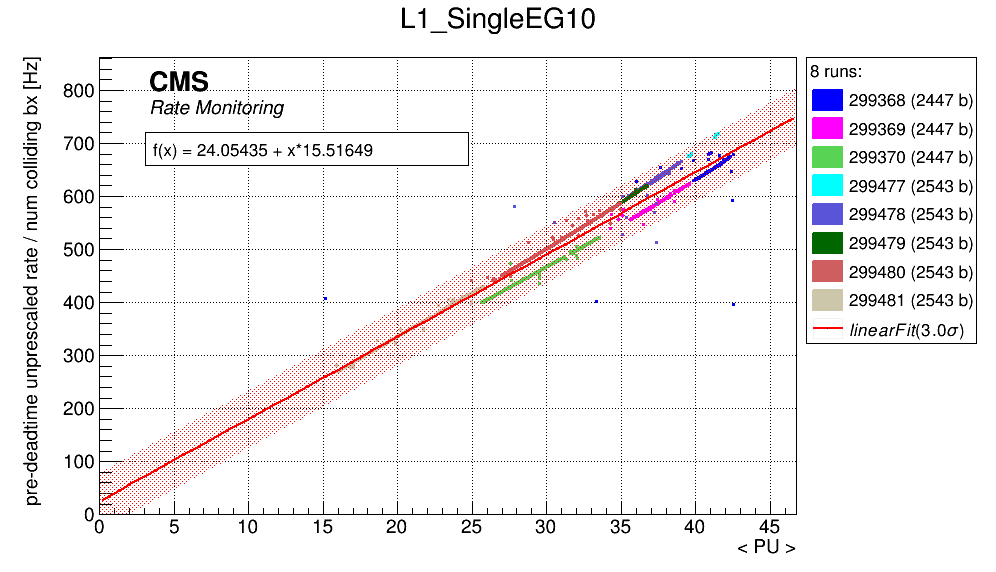 L1_SingleEG10
pre-deadtime unprescaled rate / num colliding bx [Hz]
CMS
Rate Monitoring
f(x) = 24.05435 + x*15.51649
800
700
600
500
400
300
200
100
0
0 5 10 15 20 25 30 35 40 45
< PU >
8 runs:
299368 (2447 b)
299369 (2447 b)
299370 (2447 b)
299477 (2543 b)
299478 (2543 b)
299479 (2543 b)
299480 (2543 b)
299481 (2543 b)
linearFit(3.0σ)